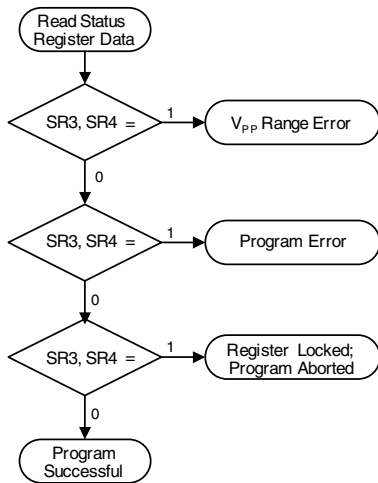 Read Status
Register Data
SR3, SR4 =
1
V_PP Range Error
0
SR3, SR4 =
1
Program Error
0
SR3, SR4 =
1
Register Locked;
Program Aborted
0
Program
Successful